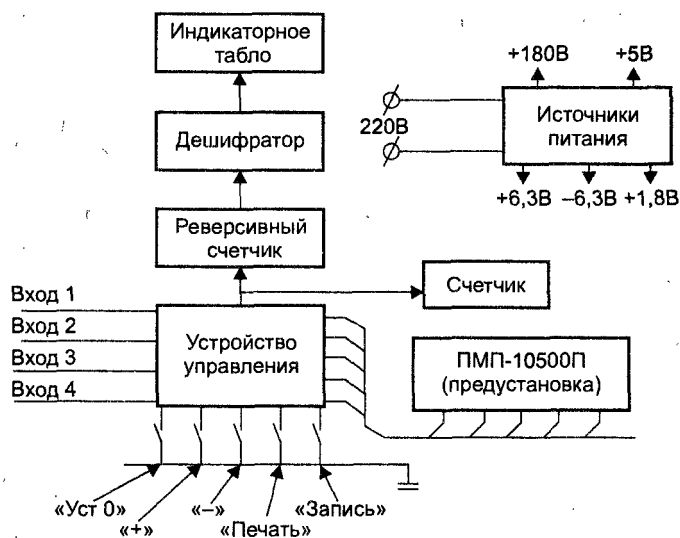 Индикаторное
табло
+180В
+5В
Дешифратор
220В
Источники
питания
+6,3В
–6,3В
+1,8В
Реверсивный
счетчик
Счетчик
Вход 1
Вход 2
Вход 3
Вход 4
Устройство
управления
ПМП-10500П
(предустановка)
«Уст 0»
«+»
«–»
«Печать»
«Запись»